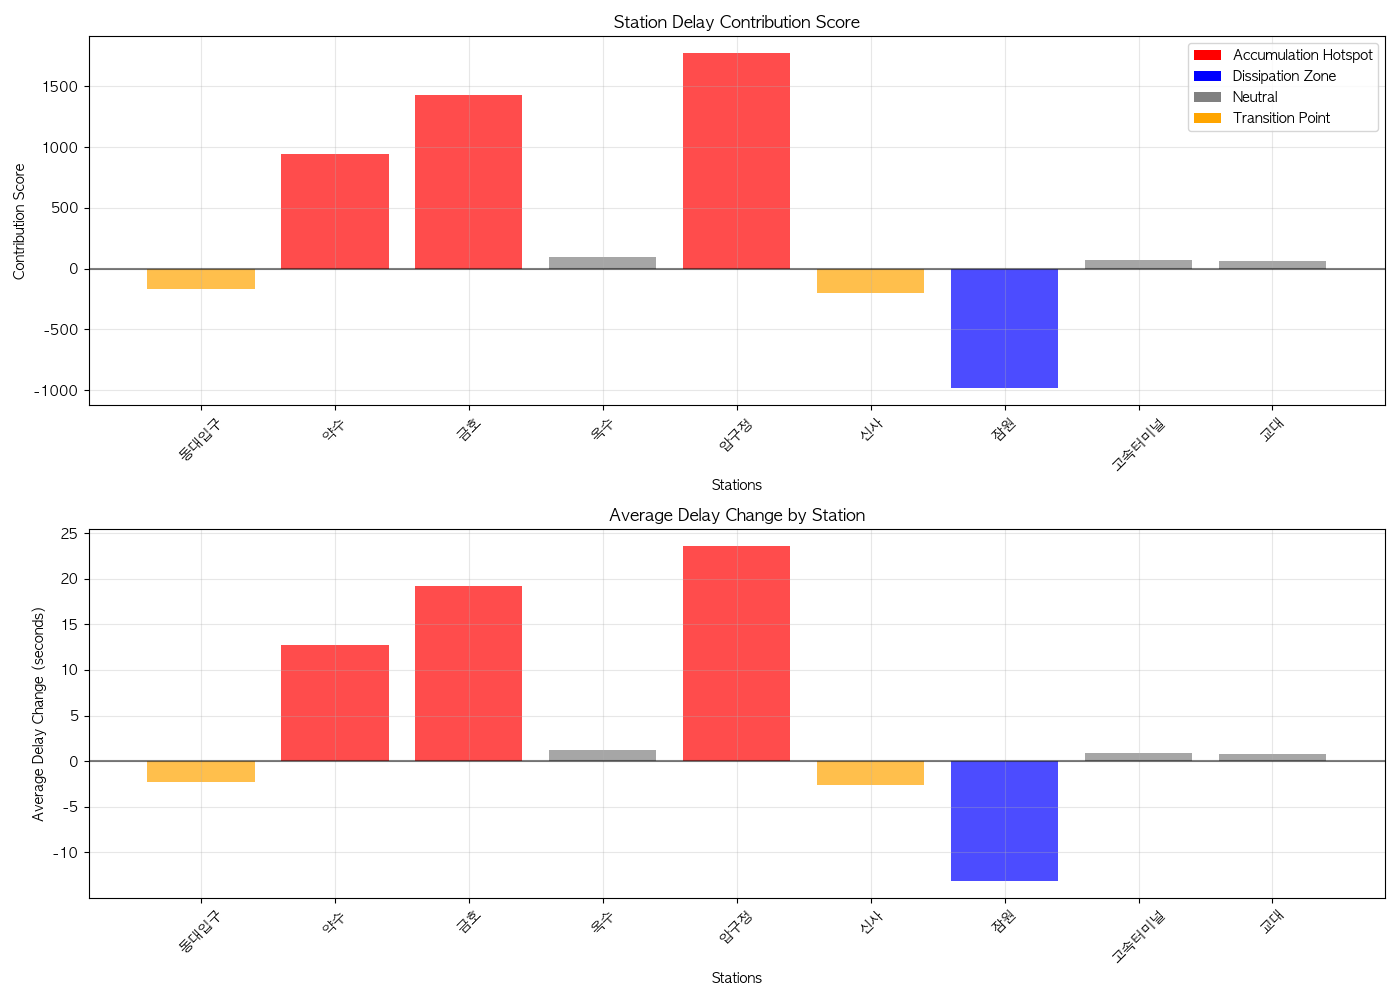 Station Delay Contribution Score
Accumulation Hotspot
Dissipation Zone
Neutral
Transition Point
Contribution Score
1500
1000
500
0
-500
-1000
동대입구
약수
금호
옥수
압구정
신사
잠원
고속터미널
교대
Stations
Average Delay Change by Station
Average Delay Change (seconds)
25
20
15
10
5
0
-5
-10
동대입구
약수
금호
옥수
압구정
신사
잠원
고속터미널
교대
Stations